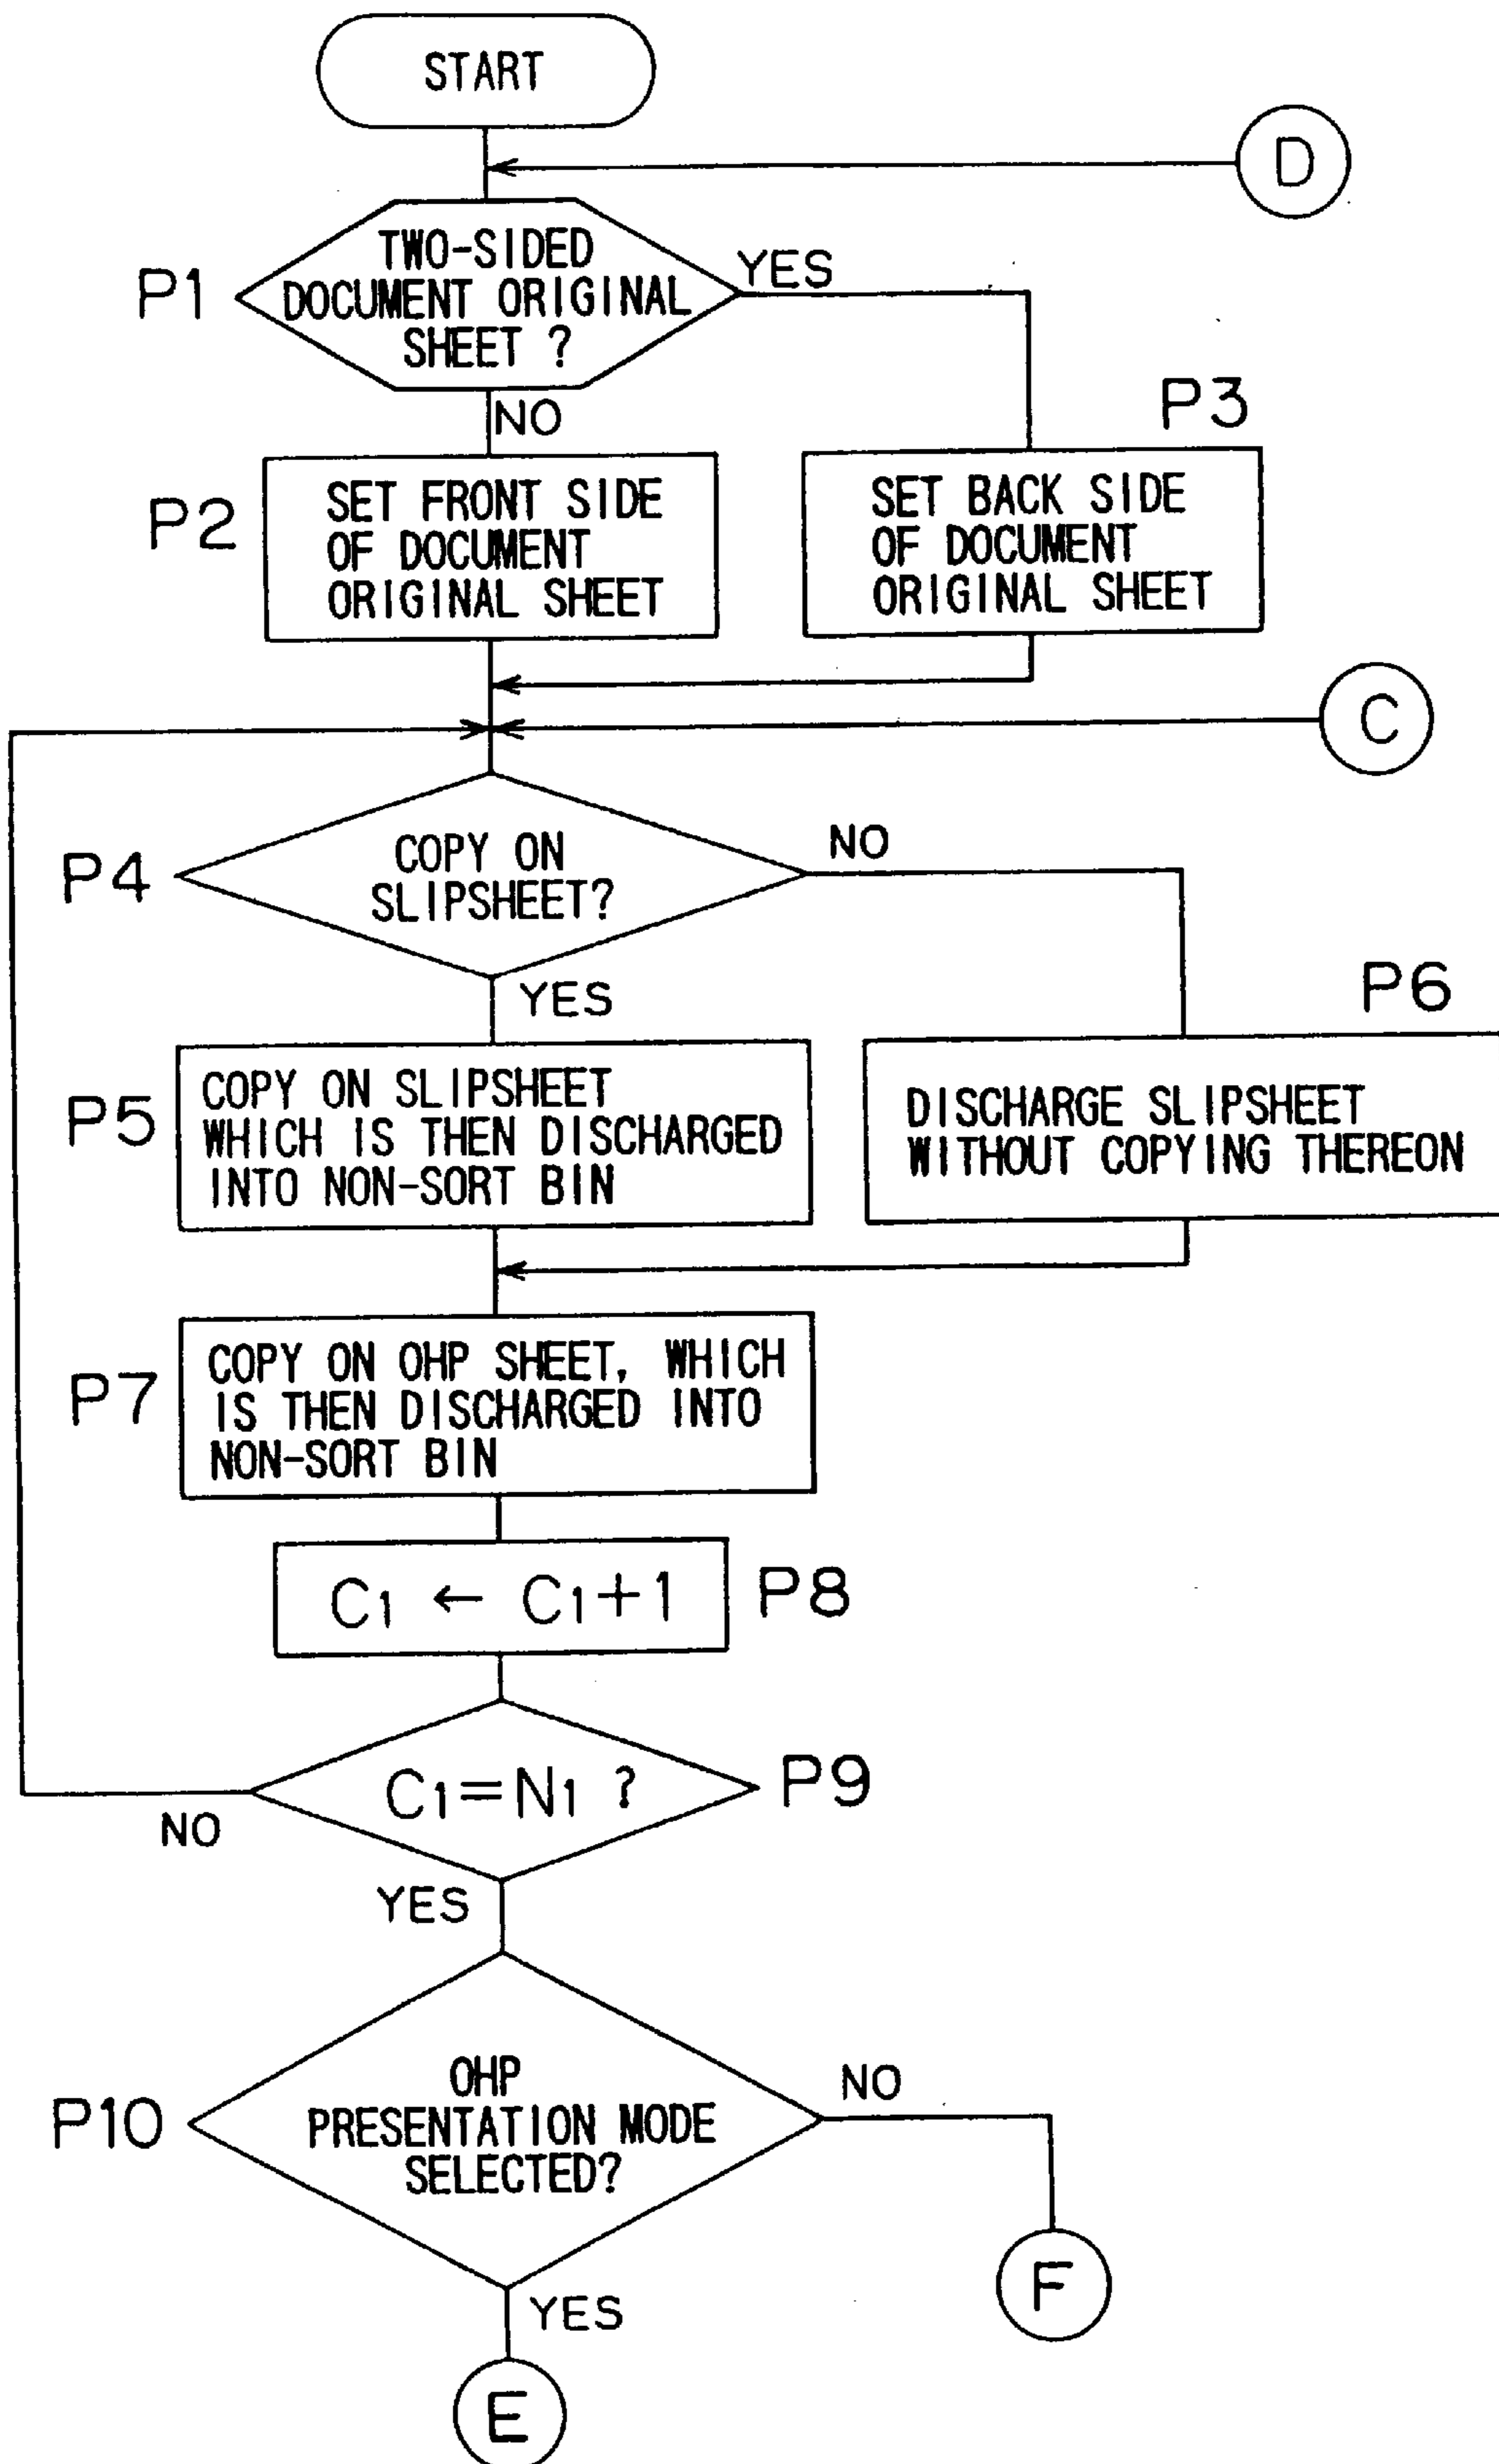 START
D
P1
TWO-SIDED
DOCUMENT ORIGINAL
SHEET ?
YES
NO
P2
SET FRONT SIDE
OF DOCUMENT
ORIGINAL SHEET
P3
SET BACK SIDE
OF DOCUMENT
ORIGINAL SHEET
C
P4
COPY ON
SLIPSHEET?
NO
YES
P5
COPY ON SLIPSHEET
WHICH IS THEN DISCHARGED
INTO NON-SORT BIN
P6
DISCHARGE SLIPSHEET
WITHOUT COPYING THEREON
P7
COPY ON OHP SHEET, WHICH
IS THEN DISCHARGED INTO
NON-SORT BIN
C1 ← C1+1
P8
C1=N1 ?
P9
NO
YES
P10
OHP
PRESENTATION MODE
SELECTED?
NO
YES
F
E